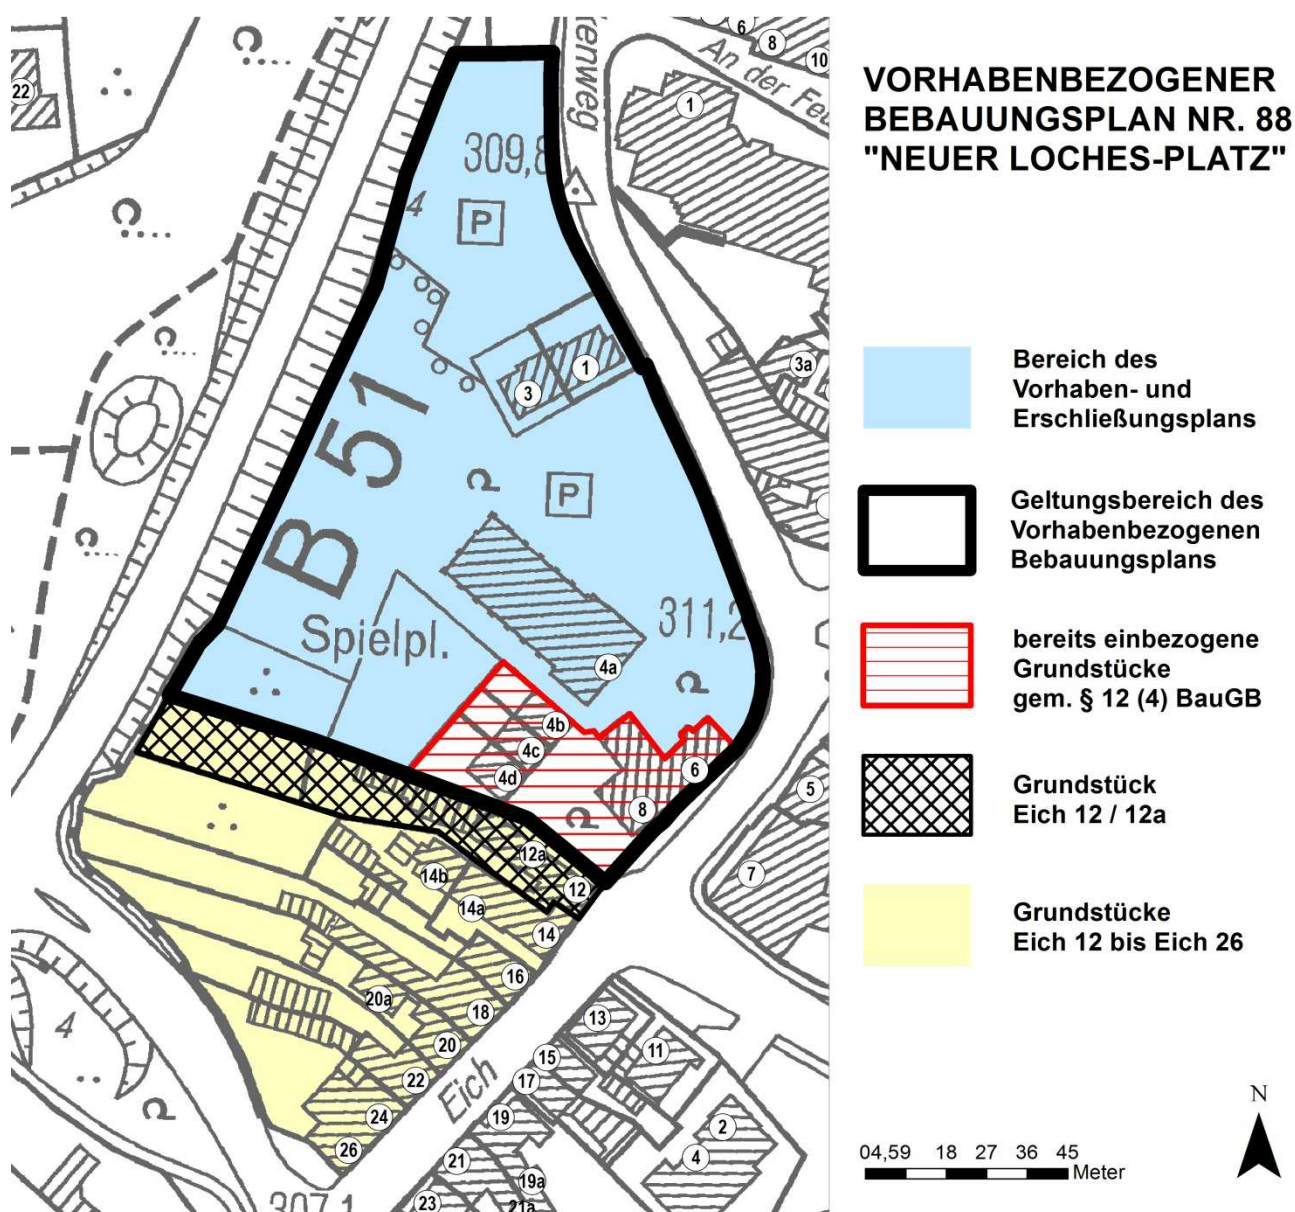 VORHABENBEZOGENER
BEBAUUNGSPLAN NR. 88
"NEUER LOCHES-PLATZ"
Bereich des
Vorhaben- und
Erschließungsplans
Geltungsbereich des
Vorhabenbezogenen
Bebauungsplans
bereits einbezogene
Grundstücke
gem. § 12 (4) BauGB
Grundstück
Eich 12 / 12a
Grundstücke
Eich 12 bis Eich 26
N
04,59 18 27 36 45
Meter
22
6
8
10
An der
1
309,8
4
P
3a
1
3
B 51
P
311,2
Spielpl.
4a
4b
4c
4d
6
8
5
7
12a
12
14b
14a
14
16
18
20a
20
22
24
26
Eich
13
11
15
17
19
21
23
19a
21a
2
4
4
307,1